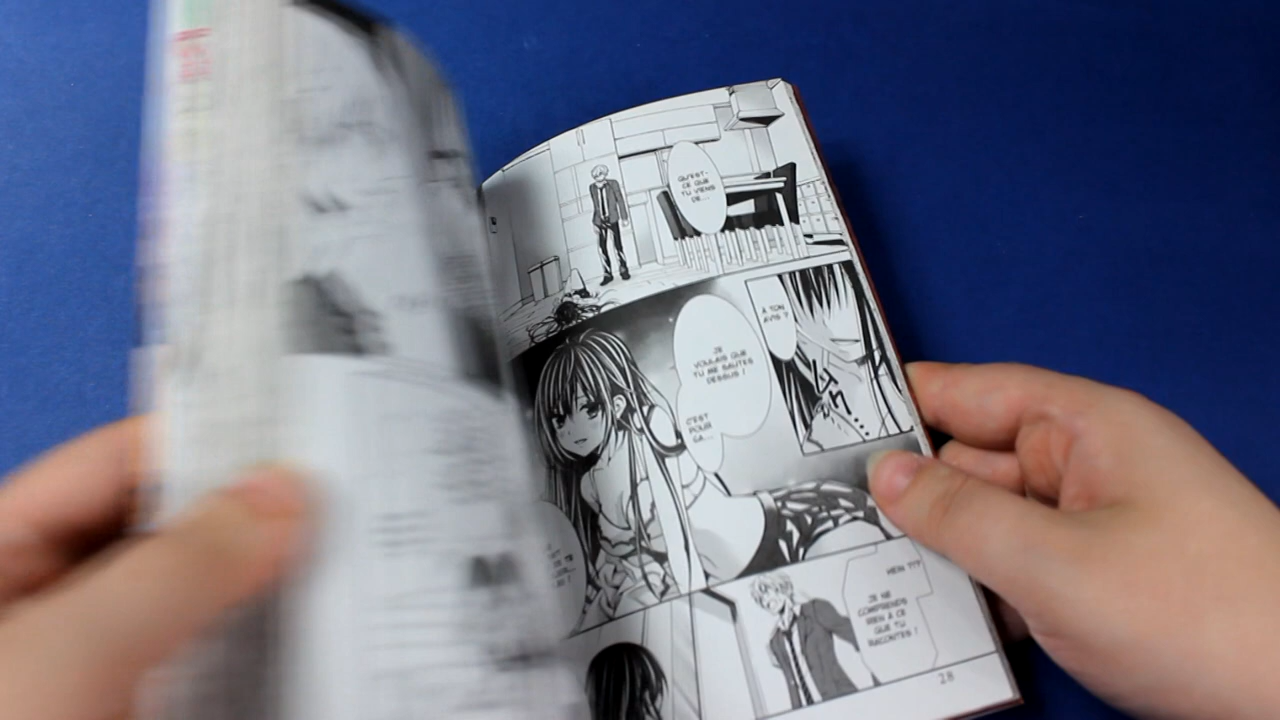 QU'EST-
CE QUE
TU VIENS
DE...
À TON
AVIS ?
JE
VOULAIS QUE
TU ME SAUTES
DESSUS !
C'EST
POUR
ÇA...
HEIN ???
JE NE
COMPRENDS
RIEN À CE
QUE TU
RACONTES !
28